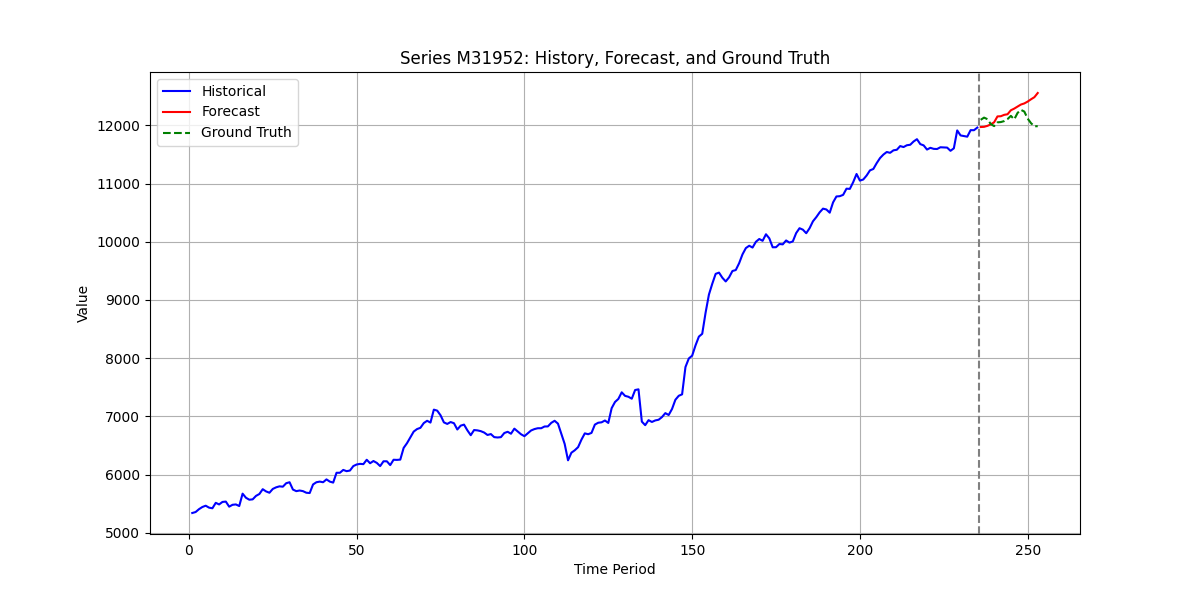 Series M31952: History, Forecast, and Ground Truth
Historical
Forecast
Ground Truth
12000
11000
10000
9000
8000
7000
6000
5000
Value
0 50 100 150 200 250
Time Period